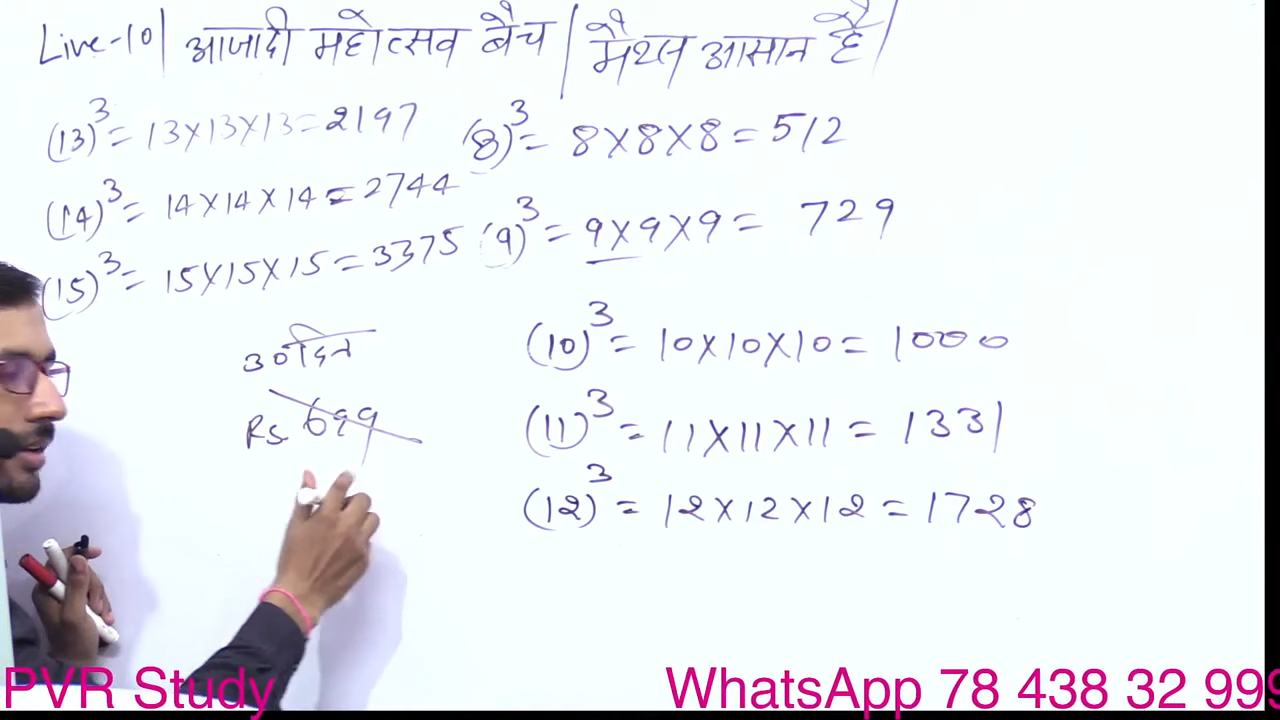 Live-10| आजादी महोत्सव बैच | मैथ्स आसान है |
(13)³ = 13×13×13 = 2197
(14)³ = 14×14×14 = 2744
(15)³ = 15×15×15 = 3375
(8)³ = 8×8×8 = 512
(9)³ = 9×9×9 = 729
(10)³ = 10×10×10 = 1000
(11)³ = 11×11×11 = 1331
(12)³ = 12×12×12 = 1728
30 दिन
Rs 699
PVR Study
WhatsApp 78 438 32 999